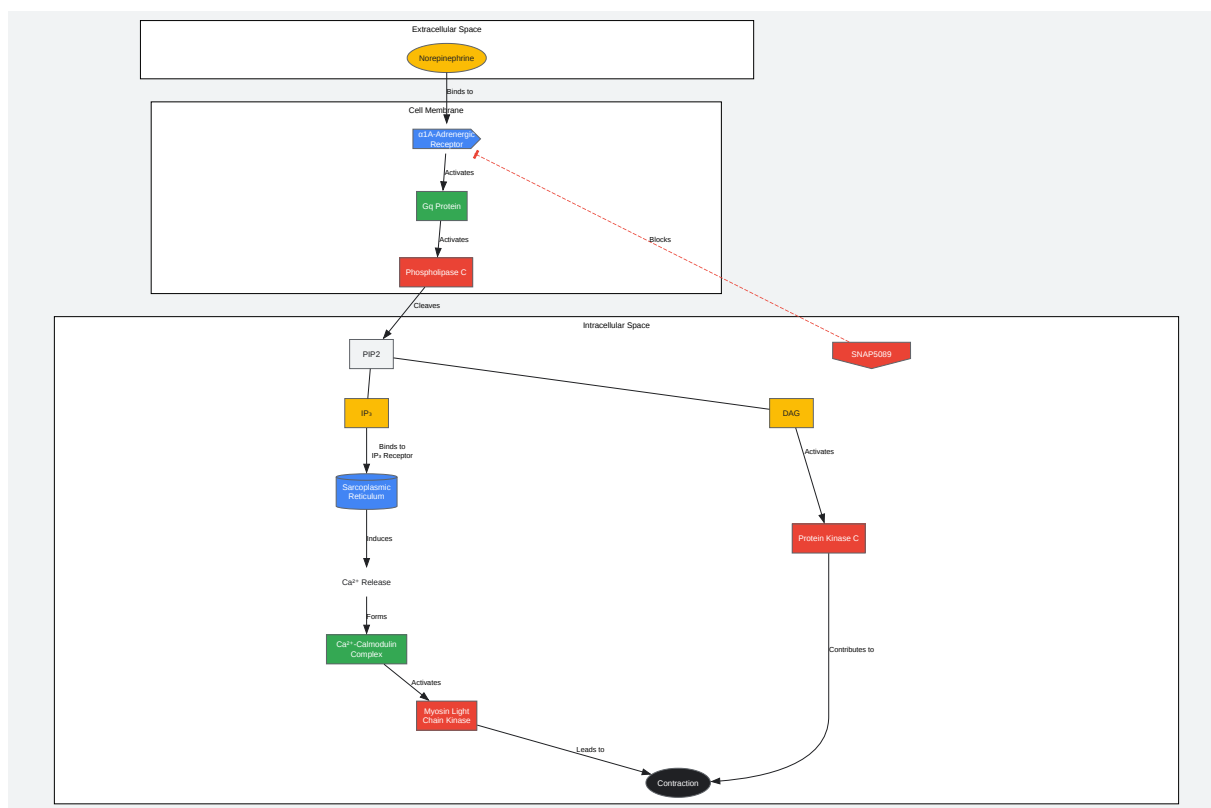 Extracellular Space
Norepinephrine
Binds to
Cell Membrane
α1A-Adrenergic
Receptor
Activates
Gq Protein
Blocks
Activates
Phospholipase C
Cleaves
Intracellular Space
PIP2
SNAP5089
IP₃
DAG
Binds to
IP₃ Receptor
Activates
Sarcoplasmic
Reticulum
Induces
Protein Kinase C
Ca²⁺ Release
Forms
Ca²⁺-Calmodulin
Complex
Contributes to
Activates
Myosin Light
Chain Kinase
Leads to
Contraction